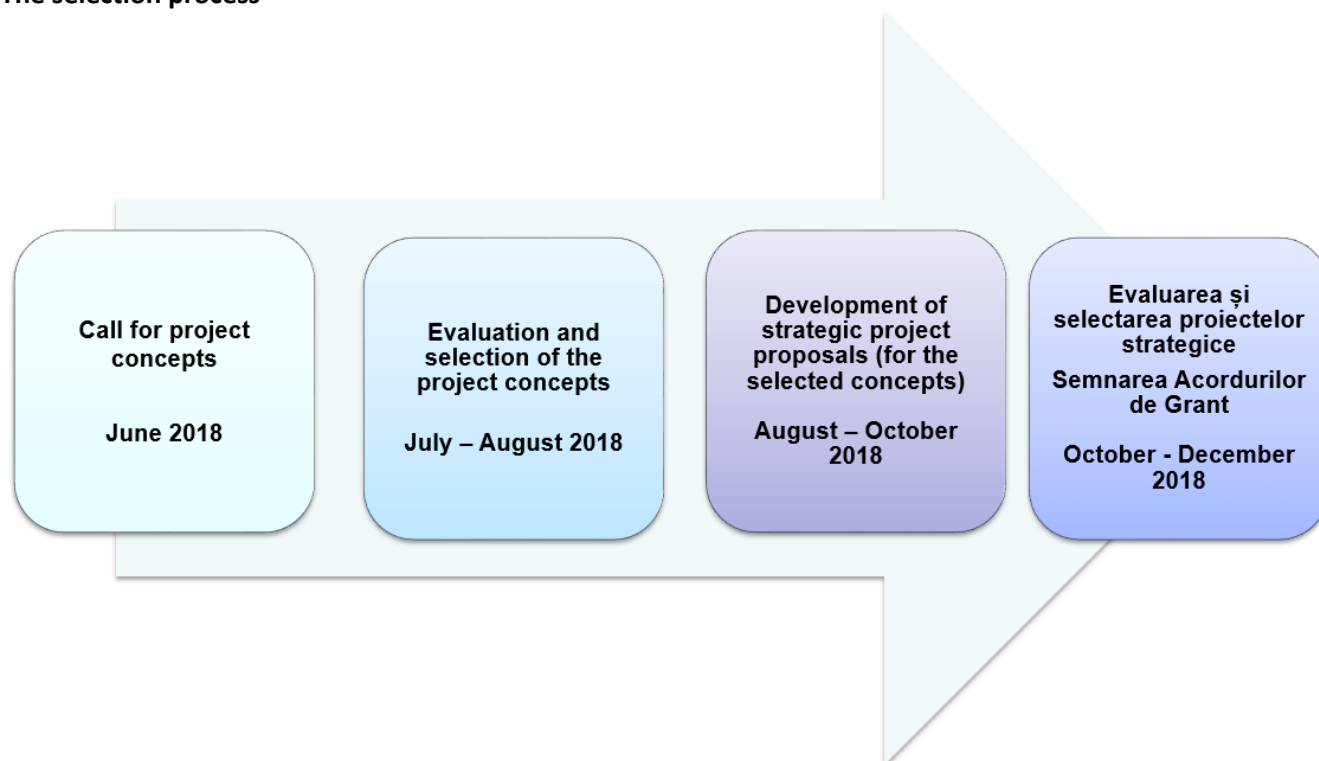 The selection process
Call for project
concepts
June 2018
Evaluation and
selection of the
project concepts
July – August 2018
Development of
strategic project
proposals (for the
selected concepts)
August – October
2018
Evaluarea și
selectarea proiectelor
strategice
Semnarea Acordurilor
de Grant
October - December
2018